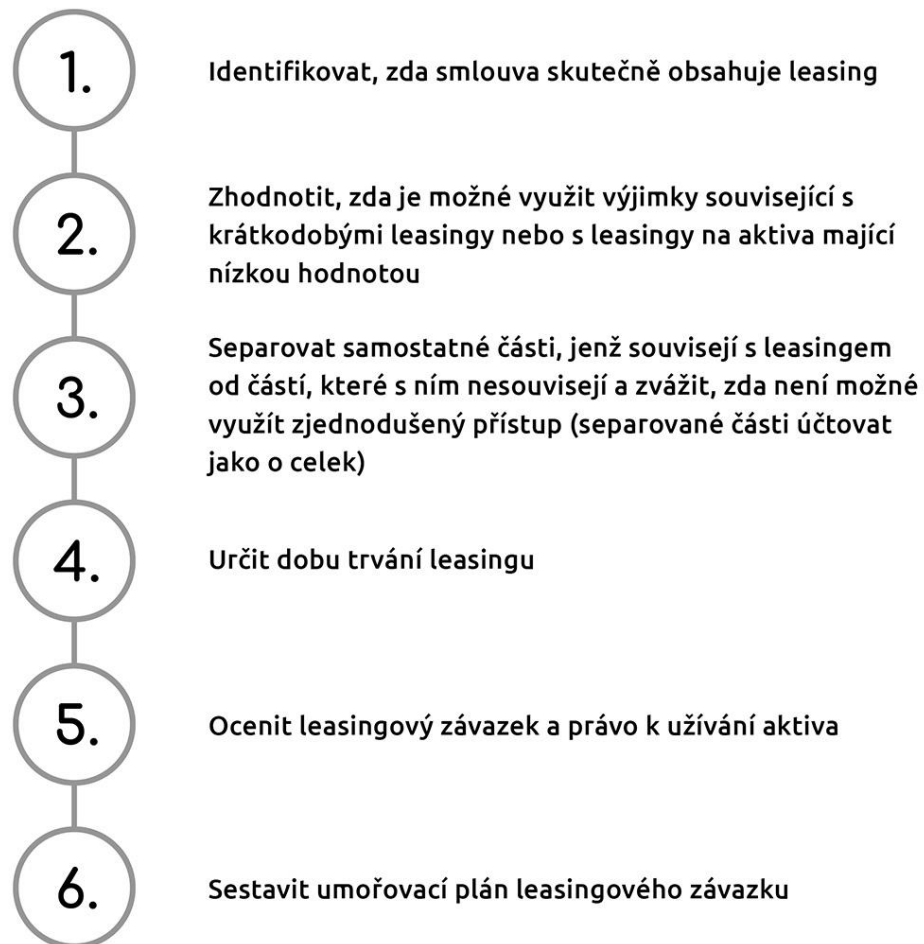 1.
Identifikovat, zda smlouva skutečně obsahuje leasing
2.
Zhodnotit, zda je možné využit výjimky související s
krátkodobými leasingy nebo s leasingy na aktiva mající
nízkou hodnotou
3.
Separovat samostatné části, jenž souvisejí s leasingem
od částí, které s ním nesouvisejí a zvážit, zda není možné
využít zjednodušený přístup (separované části účtovat
jako o celek)
4.
Určit dobu trvání leasingu
5.
Ocenit leasingový závazek a právo k užívání aktiva
6.
Sestavit umořovací plán leasingového závazku